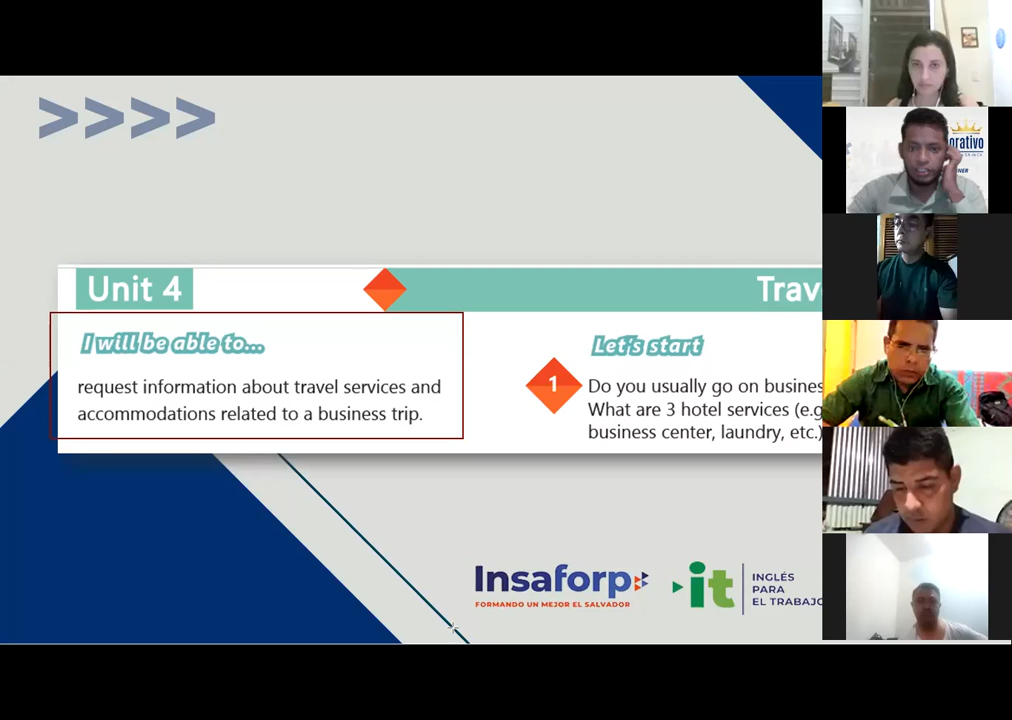 >>>>
Unit 4
Trav
I will be able to...
request information about travel services and
accommodations related to a business trip.
Let's start
1
Do you usually go on busines
What are 3 hotel services (e.g
business center, laundry, etc.)
Insaforp
FORMANDO UN MEJOR EL SALVADOR
it
INGLÉS
PARA
EL TRABAJO
orativo
NER